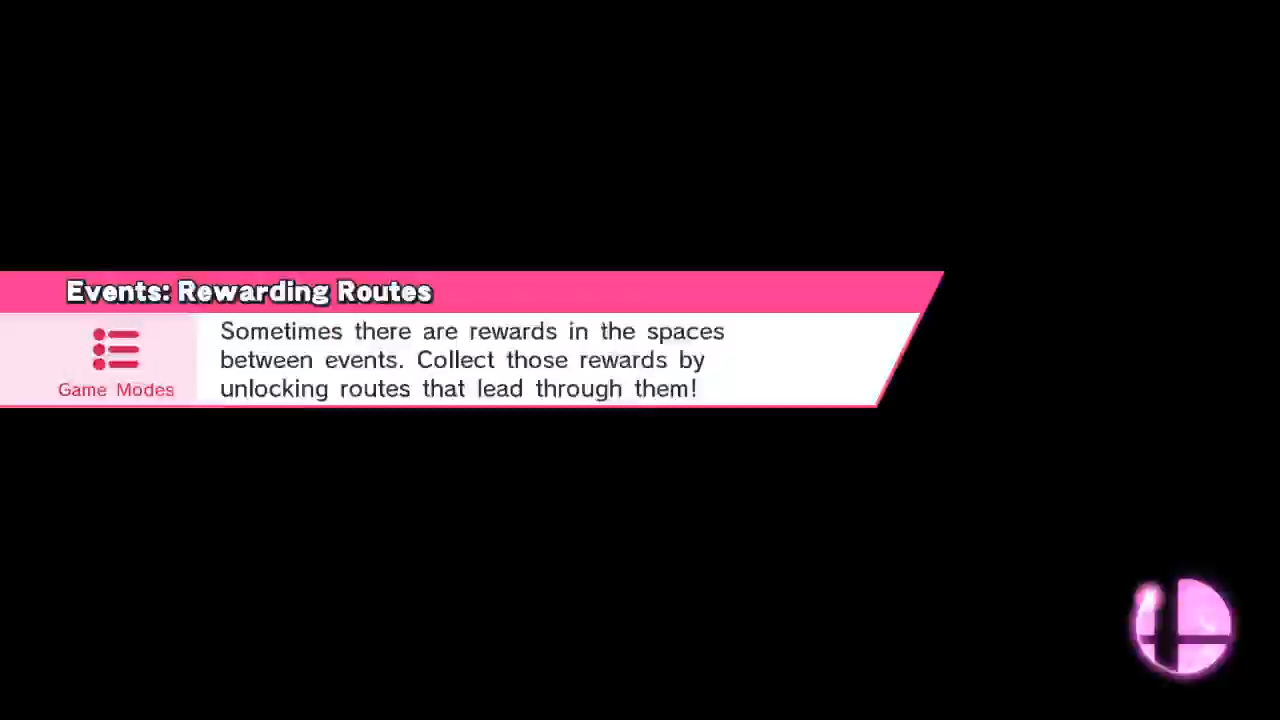 Events: Rewarding Routes
Sometimes there are rewards in the spaces
between events. Collect those rewards by
unlocking routes that lead through them!
Game Modes